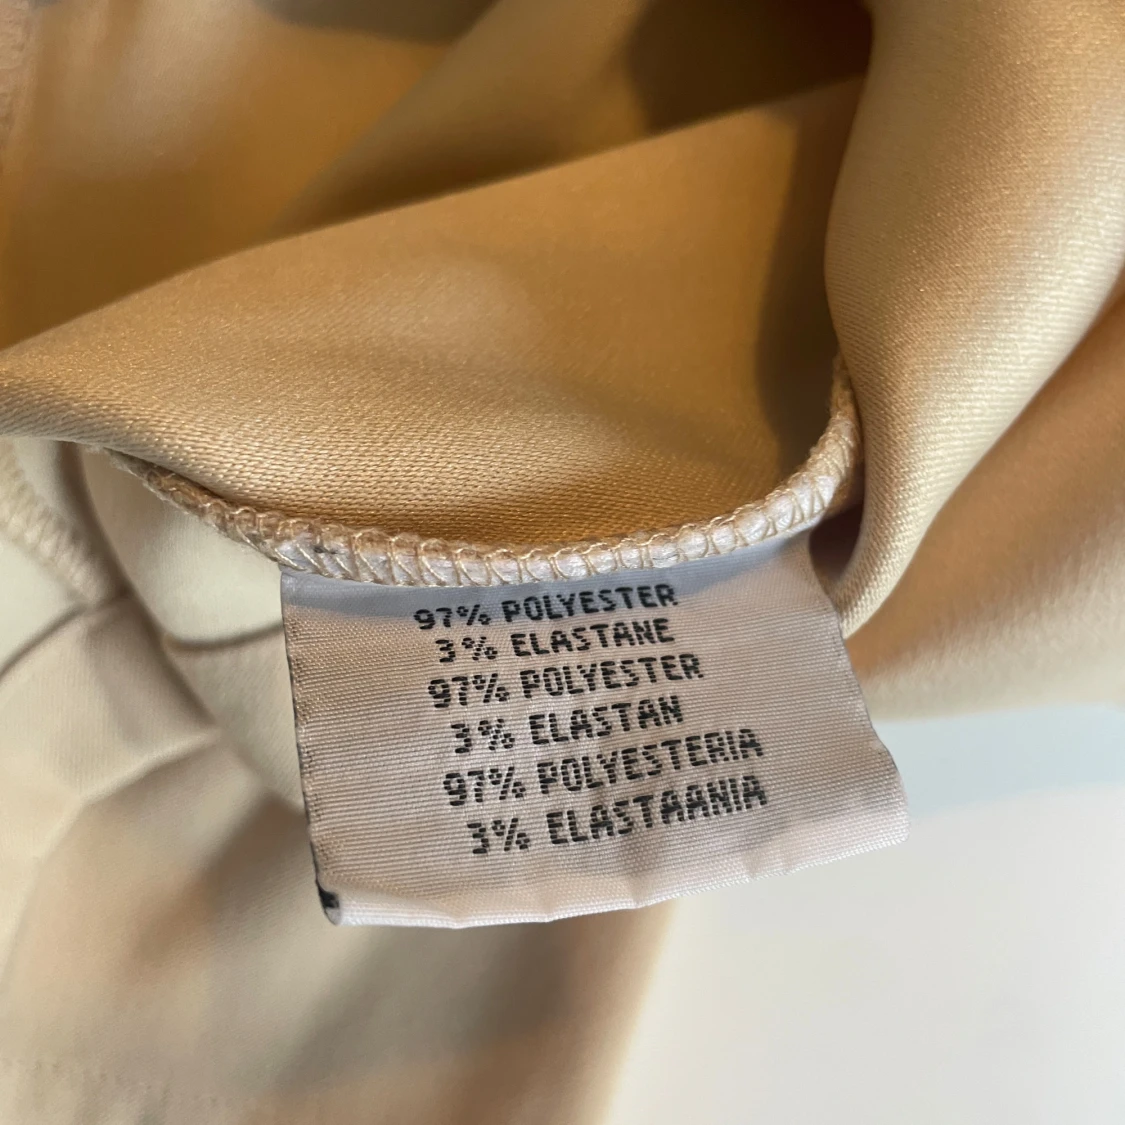 97% POLYESTER
3% ELASTANE
97% POLYESTER
3% ELASTAN
97% POLYESTERIA
3% ELASTAANIA